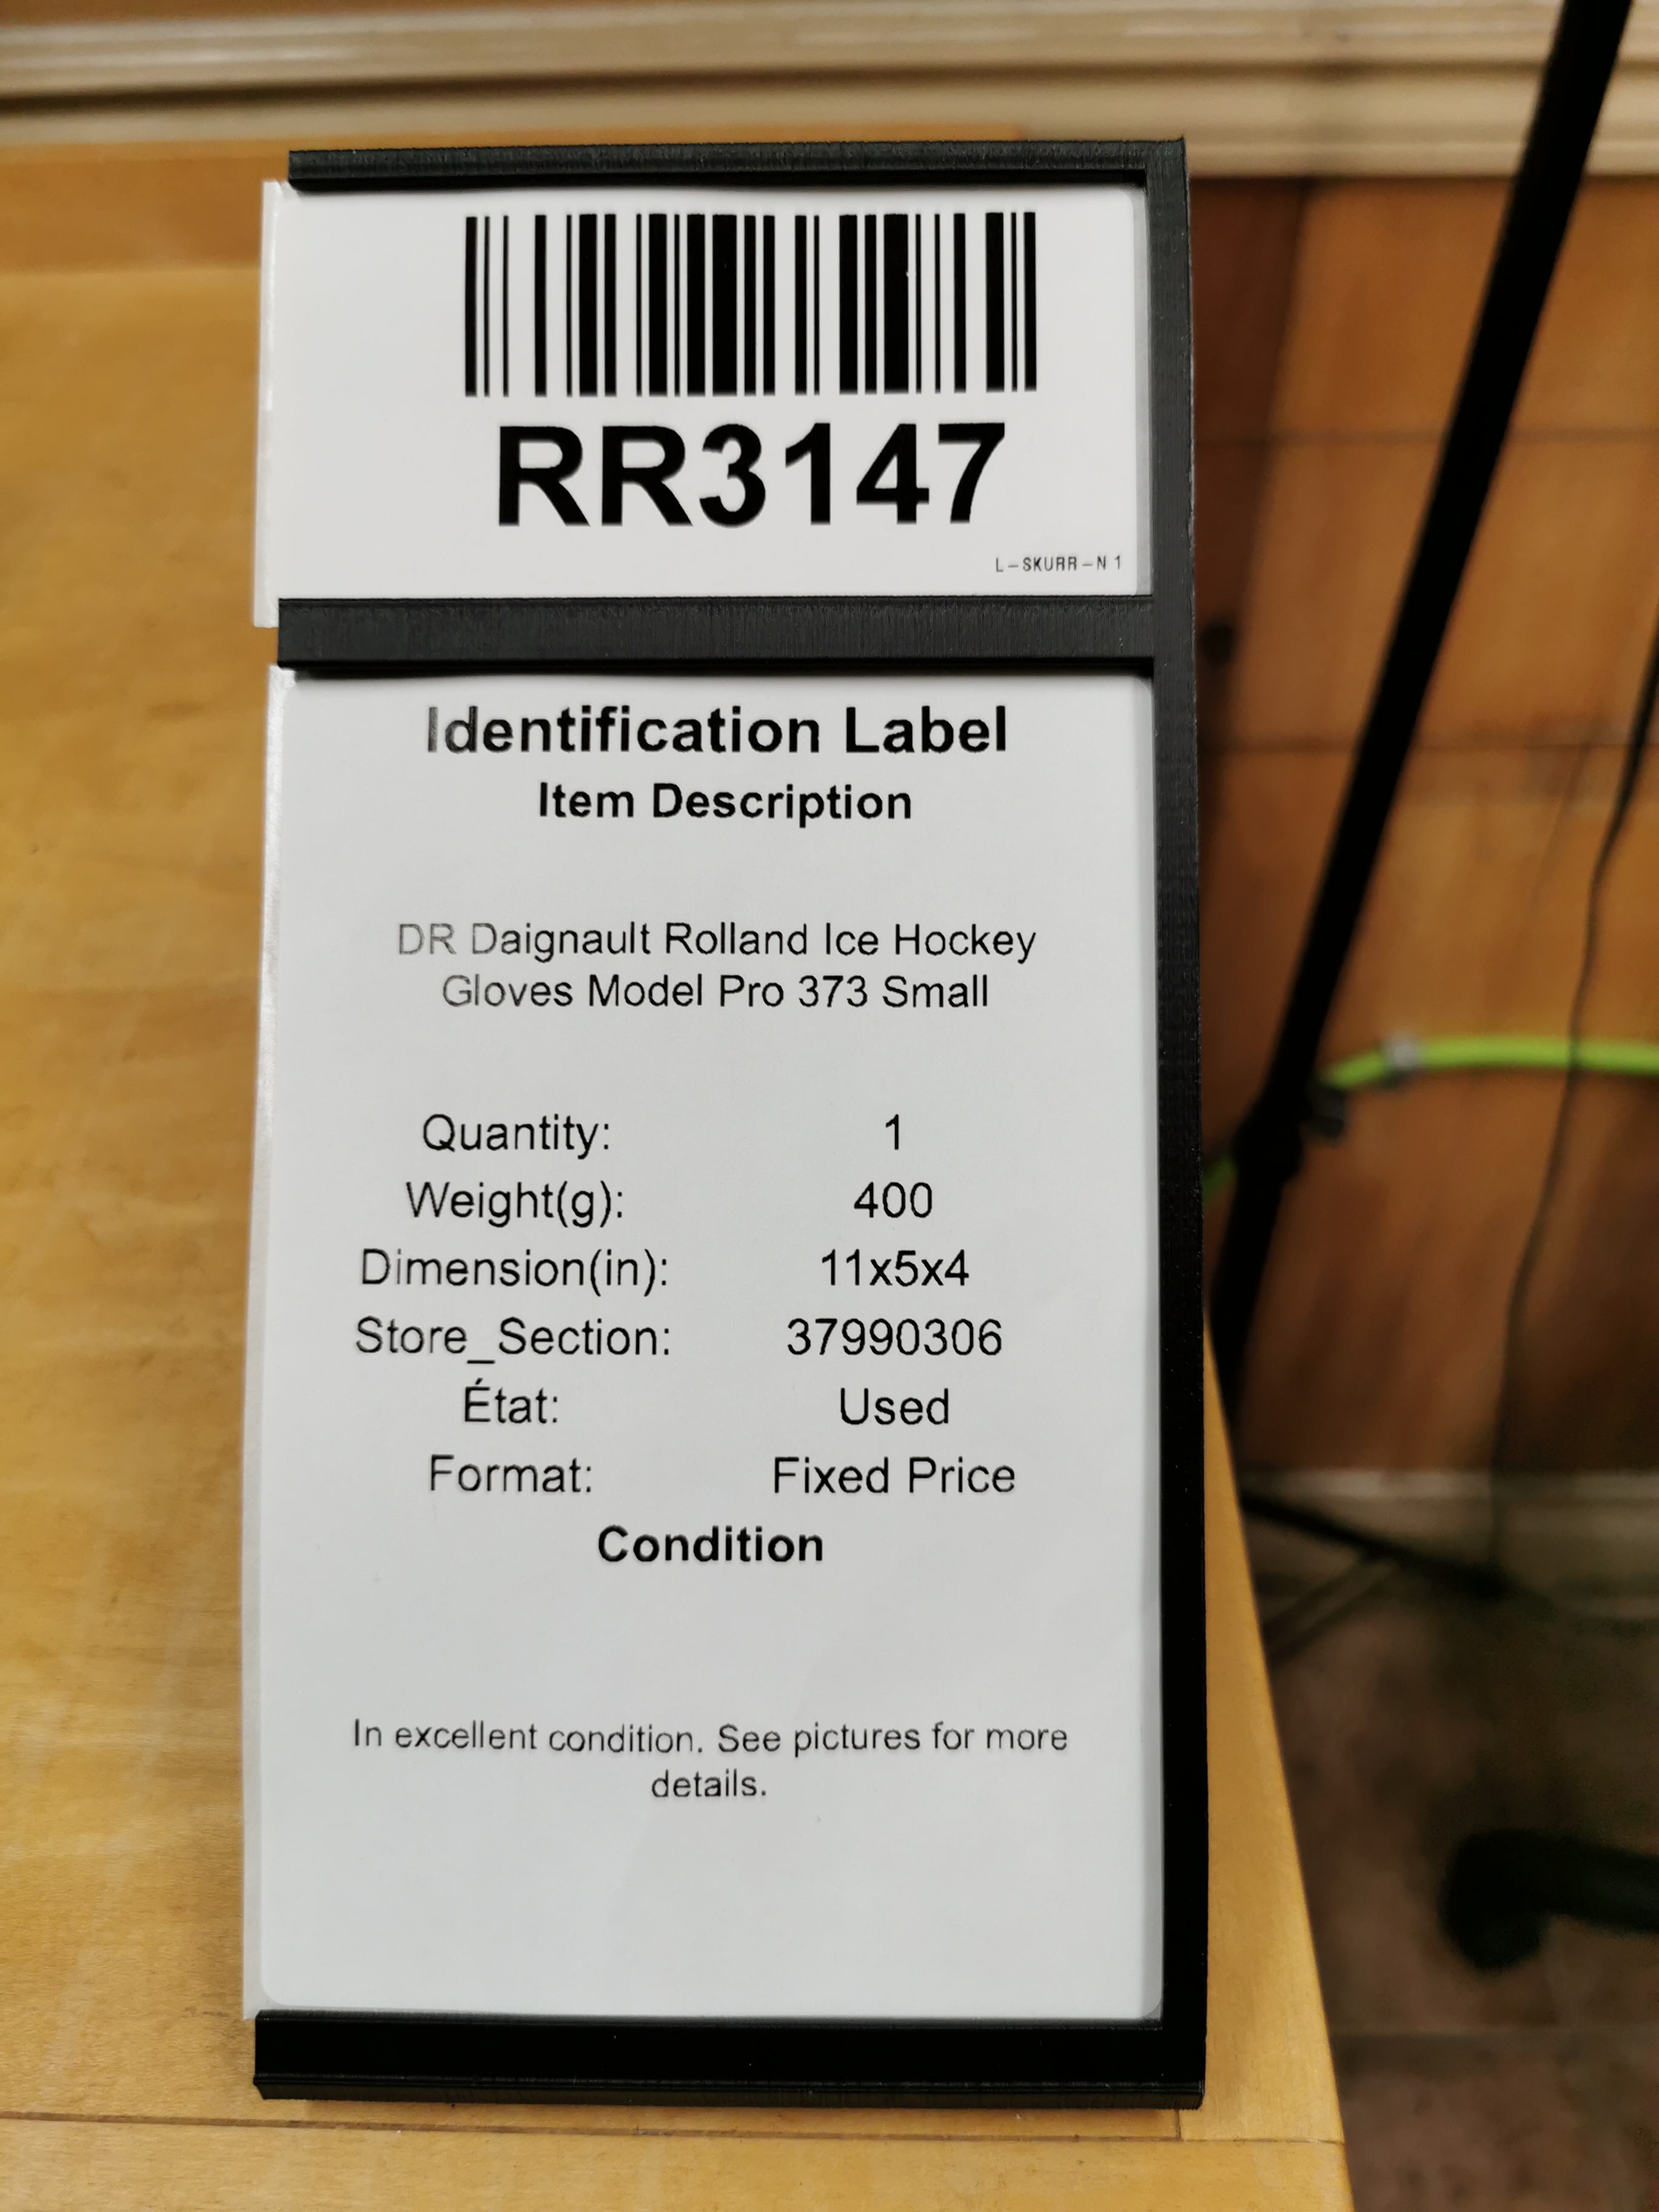 RR3147
L-SKURR-N 1
Identification Label
Item Description
DR Daignault Rolland Ice Hockey
Gloves Model Pro 373 Small
Quantity: 1
Weight(g): 400
Dimension(in): 11x5x4
Store_Section: 37990306
État: Used
Format: Fixed Price
Condition
In excellent condition. See pictures for more
details.